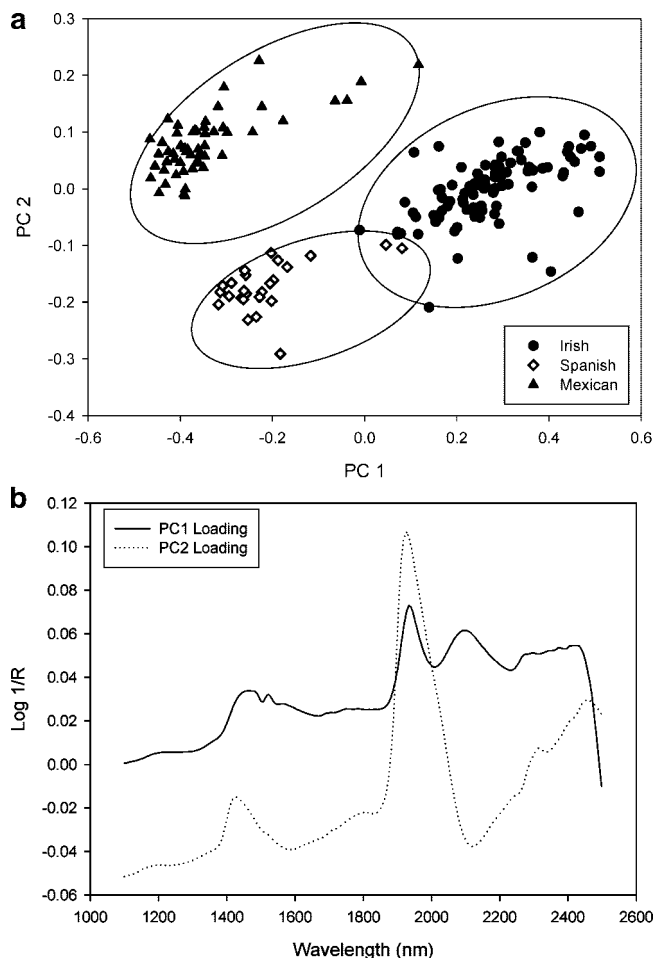 a
0.3
0.2
0.1
0.0
-0.1
-0.2
-0.3
-0.4
PC 2
-0.6 -0.4 -0.2 0.0 0.2 0.4 0.6
PC 1
Irish
Spanish
Mexican
b
0.12
0.10
0.08
0.06
0.04
0.02
0.00
-0.02
-0.04
-0.06
Log 1/R
PC1 Loading
PC2 Loading
1000 1200 1400 1600 1800 2000 2200 2400 2600
Wavelength (nm)